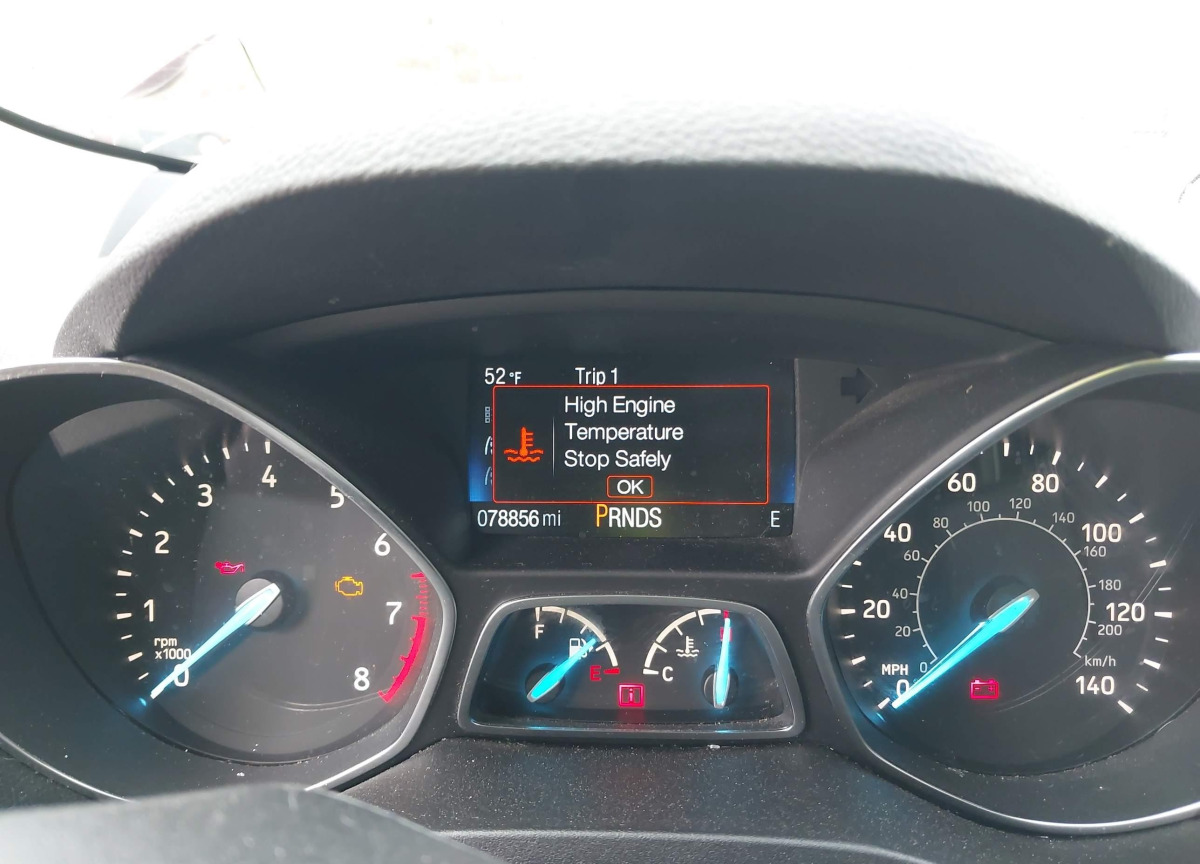 52 °F Trip 1
High Engine
Temperature
Stop Safely
OK
078856 mi PRNDS E
0 1 2 3 4 5 6 7 8
rpm
x1000
F E
C
0 20 40 60 80 100 120 140
MPH
0 20 40 60 80 100 120 140 160 180 200
km/h